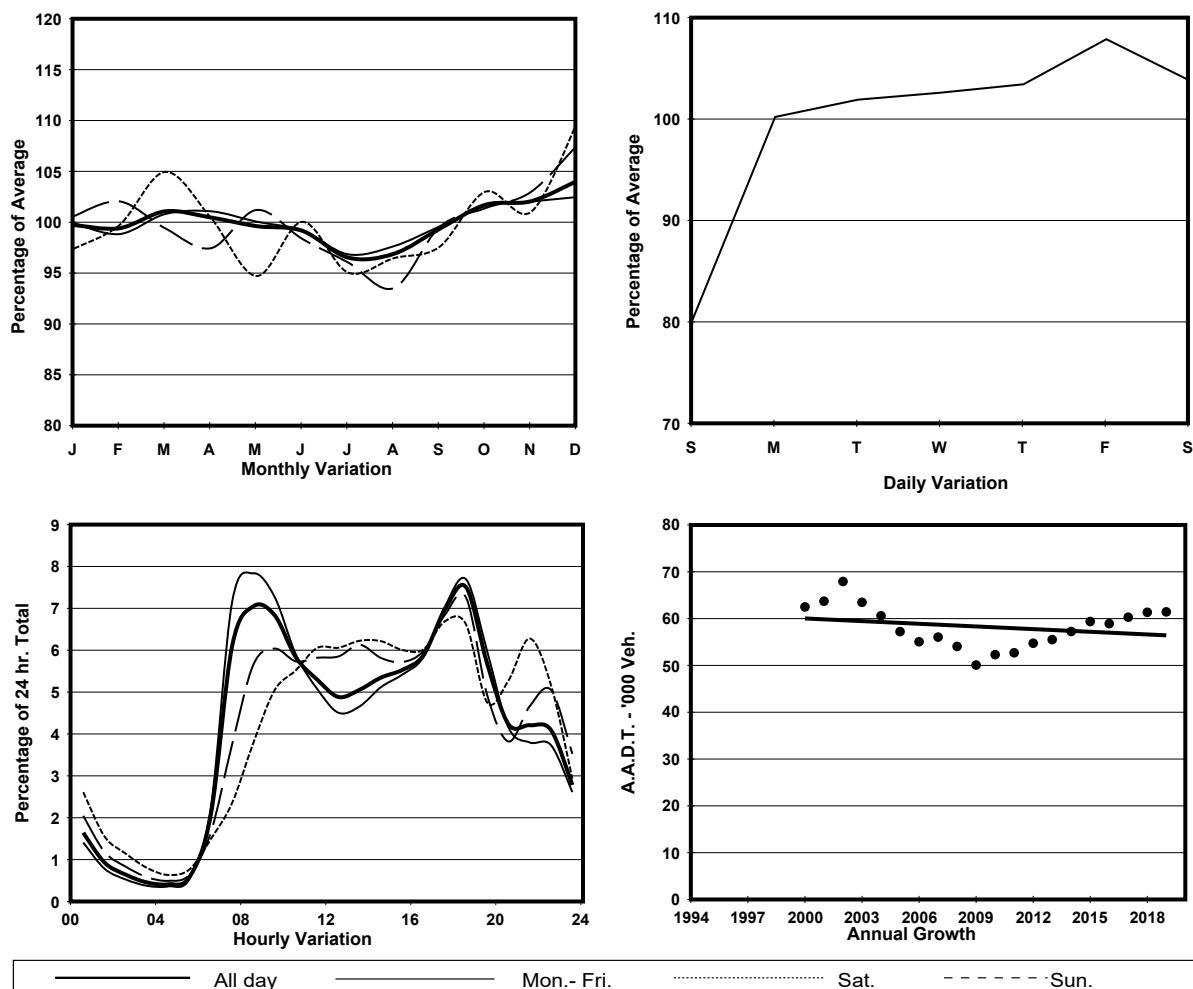 120
115
110
105
100
95
90
85
80
Percentage of Average
J F M A M J J A S O N D
Monthly Variation
110
100
90
80
70
Percentage of Average
S M T W T F S
Daily Variation
9
8
7
6
5
4
3
2
1
0
Percentage of 24 hr. Total
00 04 08 12 16 20 24
Hourly Variation
80
70
60
50
40
30
20
10
0
A.A.D.T. - '000 Veh.
1994 1997 2000 2003 2006 2009 2012 2015 2018
Annual Growth
All day Mon.- Fri. Sat. Sun.